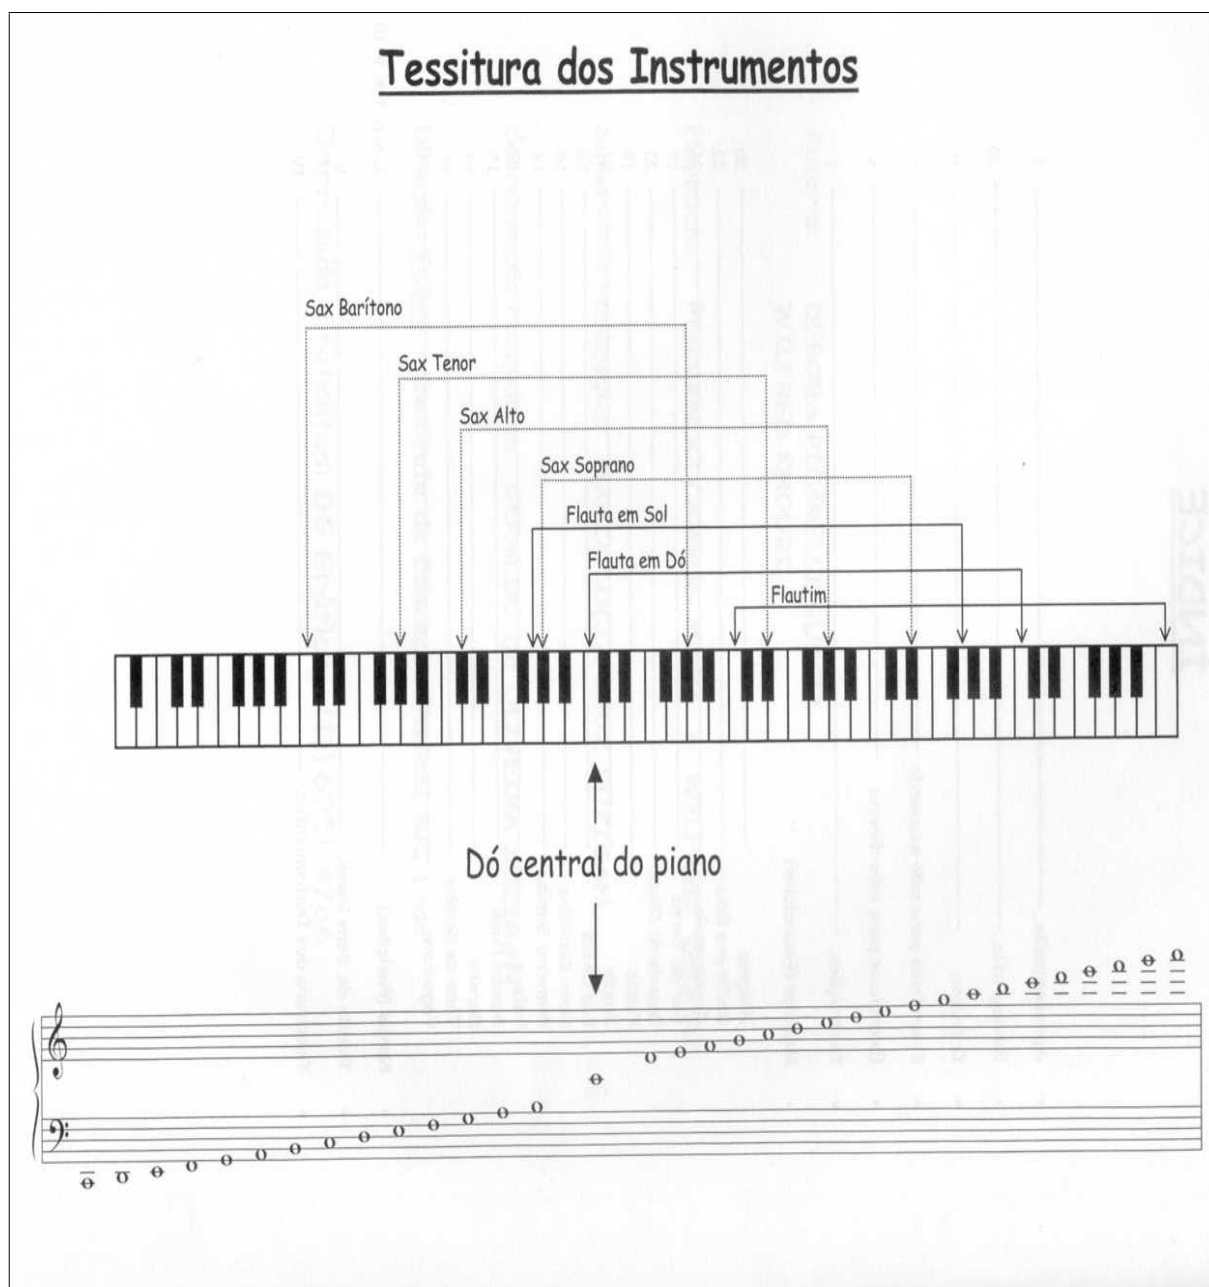 Tessitura dos Instrumentos
Sax Barítono
Sax Tenor
Sax Alto
Sax Soprano
Flauta em Sol
Flauta em Dó
Flautim
Dó central do piano